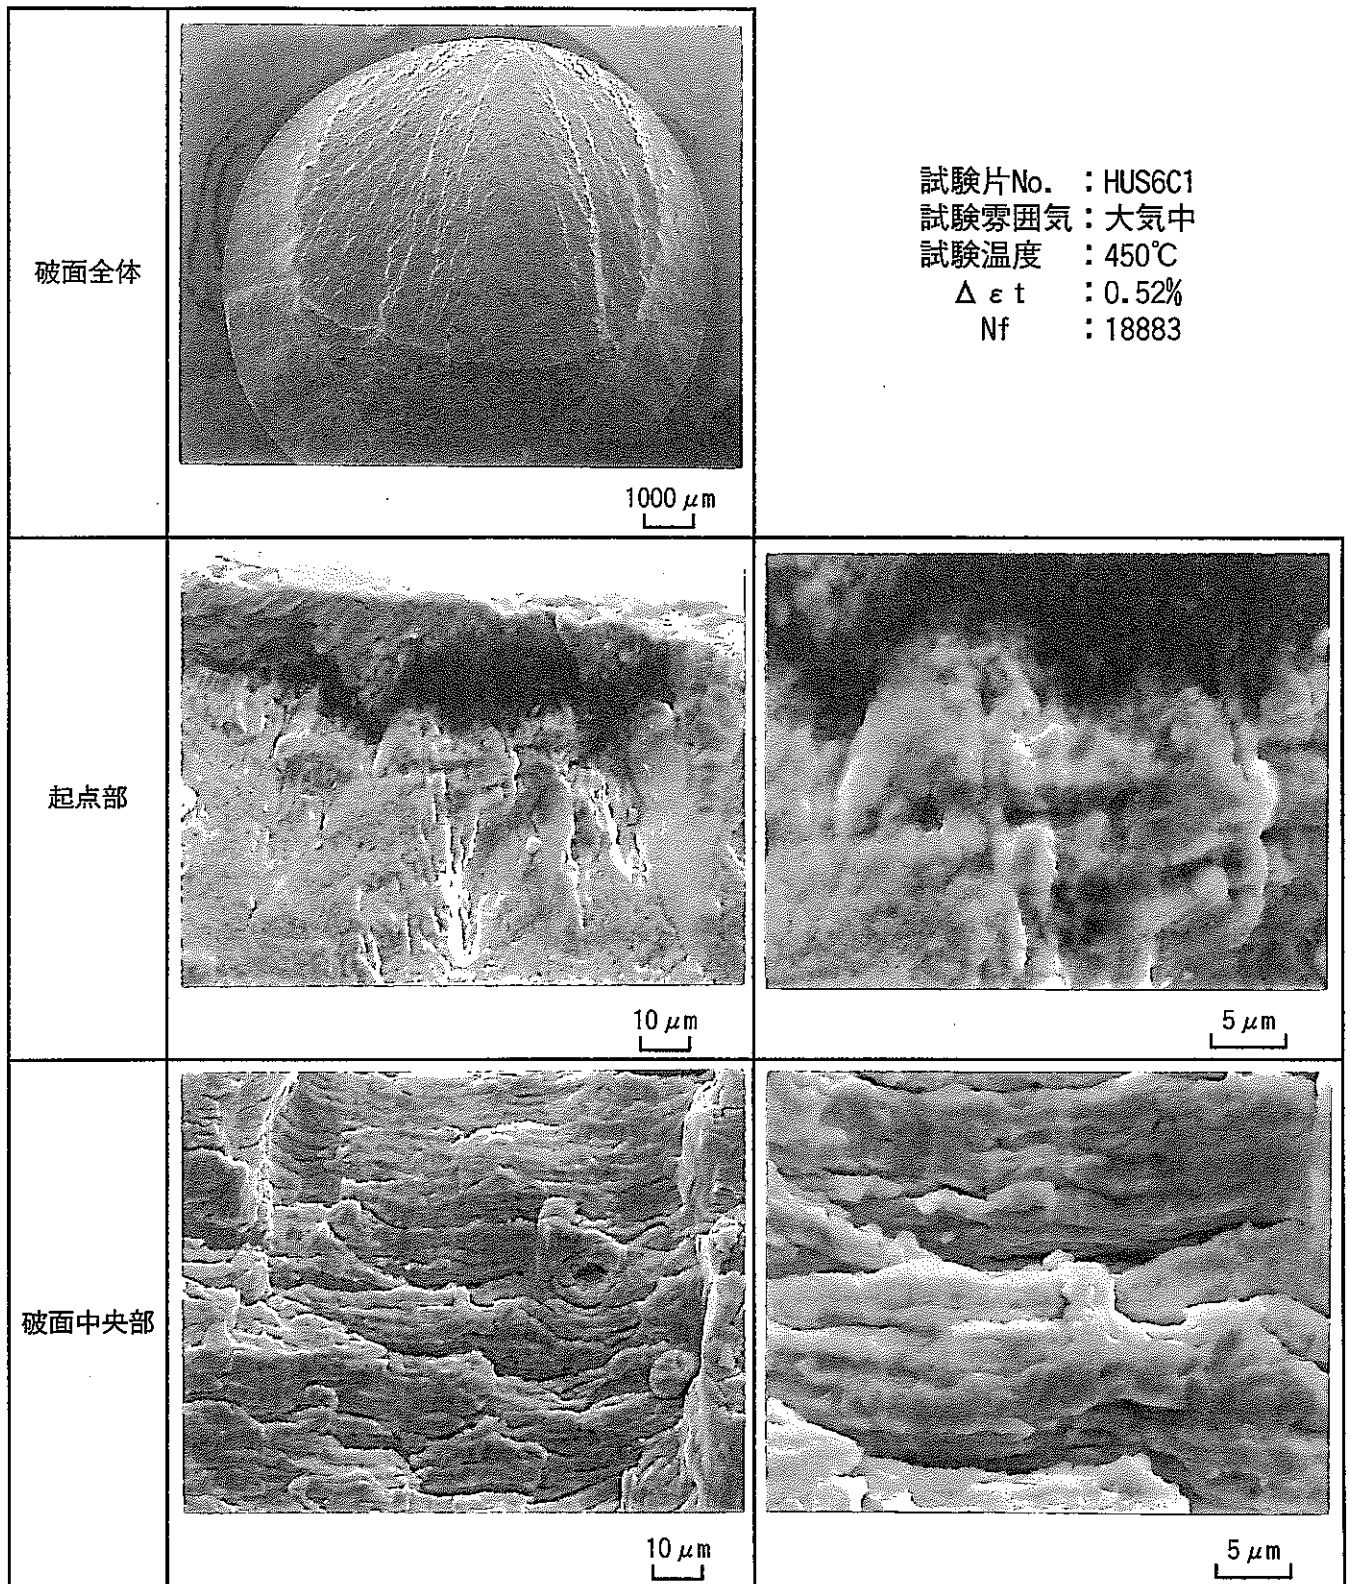 試験片No. :HUS6C1
試験雰囲気:大気中
試験温度 :450℃
Δεt :0.52%
Nf :18883
破面全体
1000 μm
起点部
10 μm
5 μm
破面中央部
10 μm
5 μm